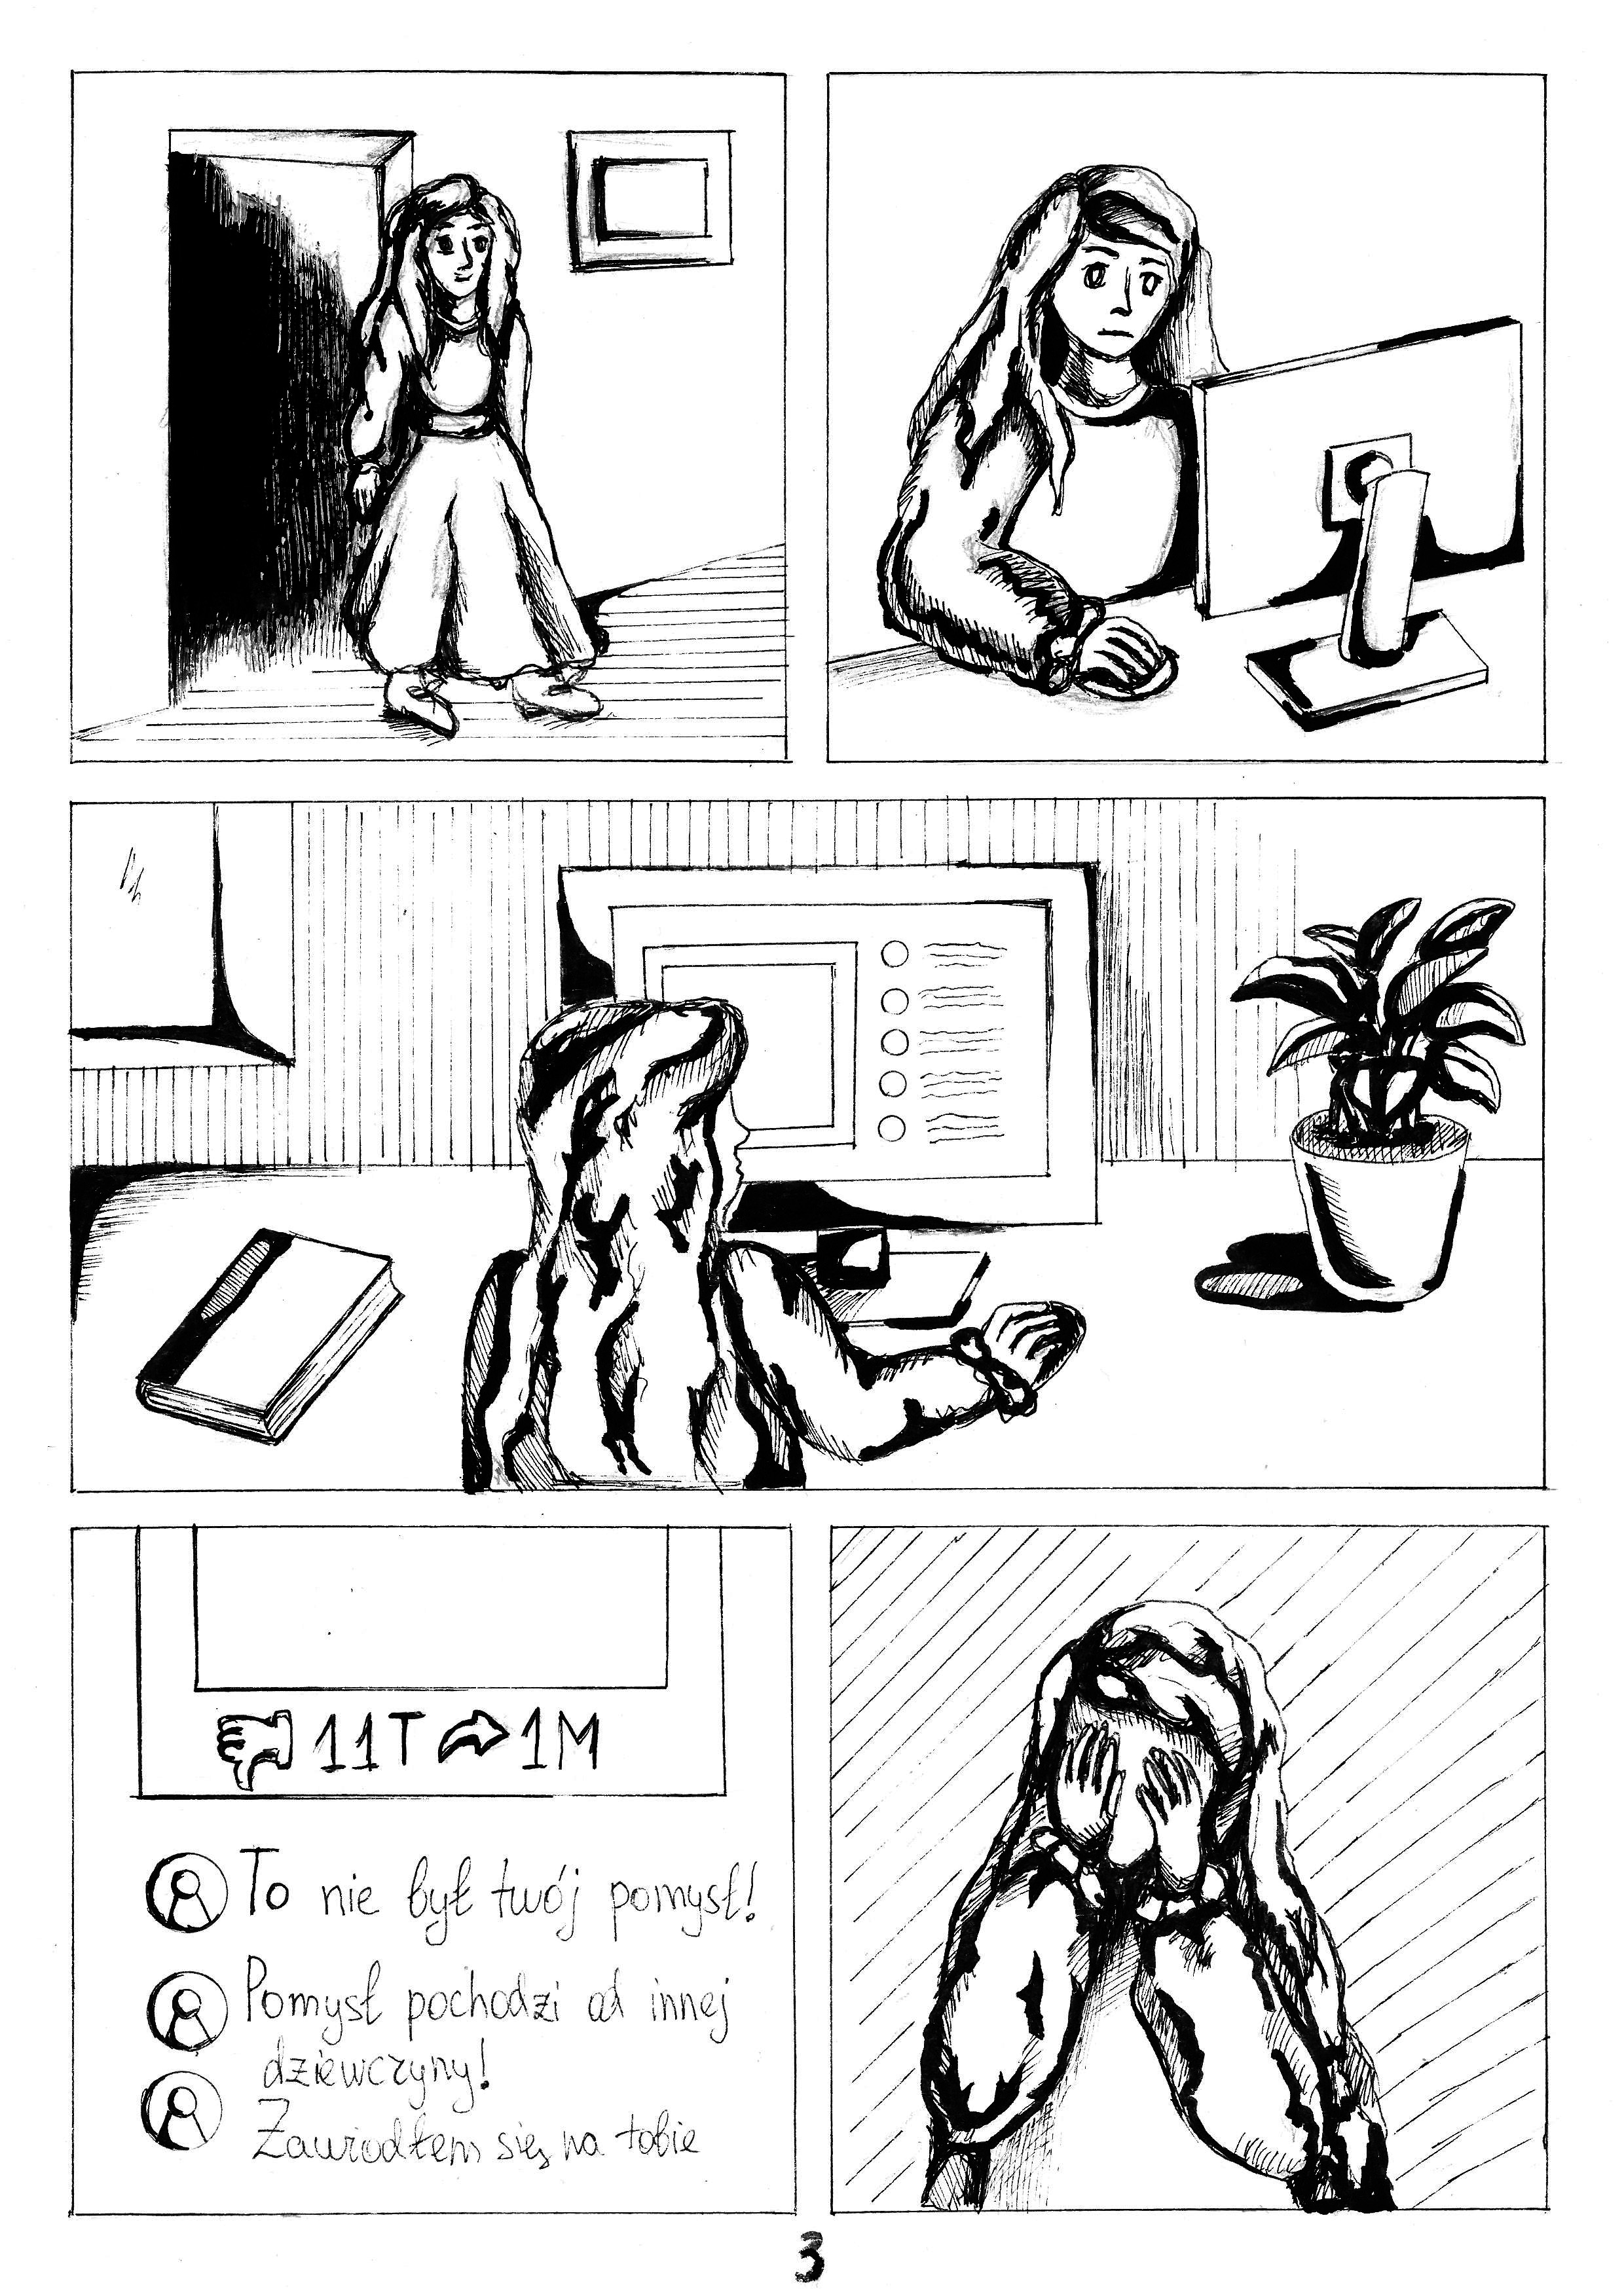 11T 1M
To nie był twój pomysł!
Pomysł pochodzi od innej
dziewczyny!
Zawiodłem się na tobie
3